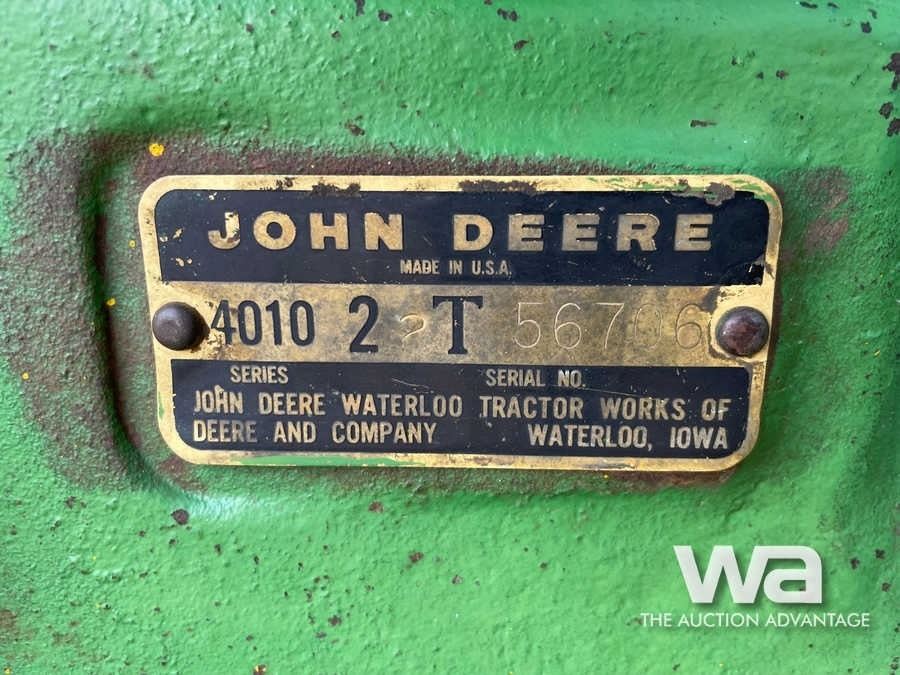 JOHN DEERE
MADE IN U.S.A.
4010 2 2 T 56706
SERIES SERIAL NO.
JOHN DEERE WATERLOO TRACTOR WORKS OF
DEERE AND COMPANY WATERLOO, IOWA
wa
THE AUCTION ADVANTAGE